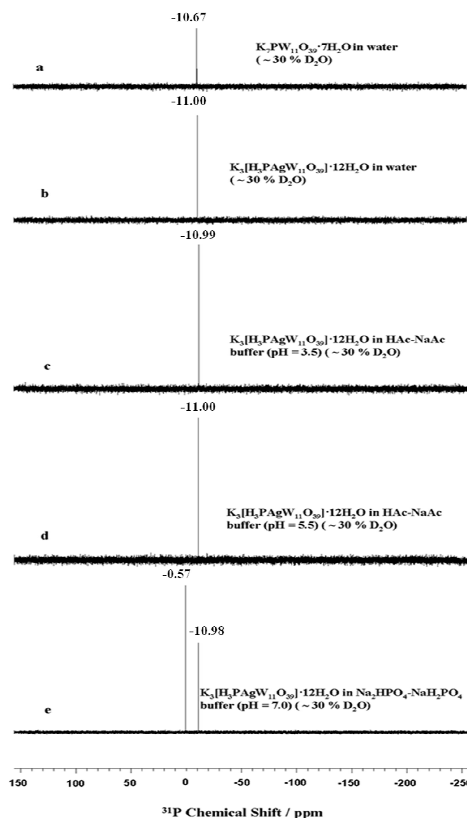 -10.67
K₇PW₁₁O₃₉·7H₂O in water
(~30 % D₂O)
a
-11.00
K₃[H₃PAgW₁₁O₃₉]·12H₂O in water
(~30 % D₂O)
b
-10.99
K₃[H₃PAgW₁₁O₃₉]·12H₂O in HAc-NaAc
buffer (pH = 3.5) (~30 % D₂O)
c
-11.00
K₃[H₃PAgW₁₁O₃₉]·12H₂O in HAc-NaAc
buffer (pH = 5.5) (~30 % D₂O)
d
-0.57
-10.98
K₃[H₃PAgW₁₁O₃₉]·12H₂O in Na₂HPO₄-NaH₂PO₄
buffer (pH = 7.0) (~30 % D₂O)
e
150 100 50 0 -50 -100 -150 -200 -250
³¹P Chemical Shift / ppm